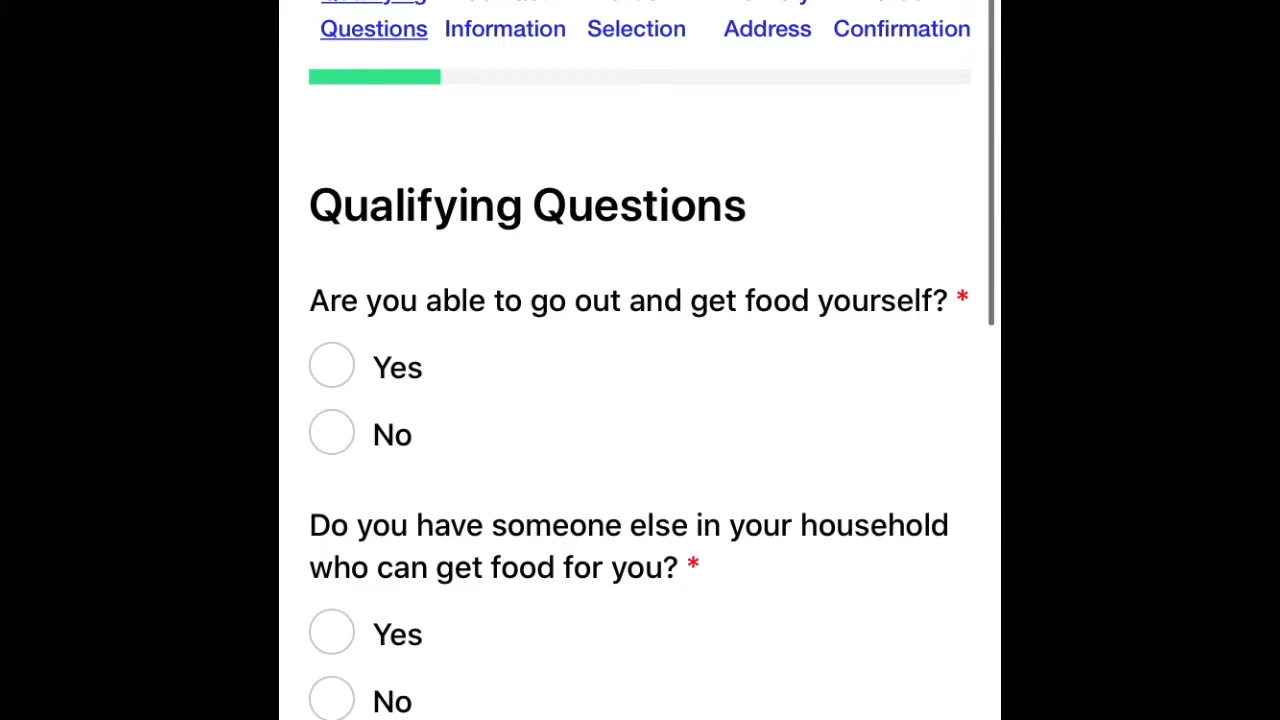 Questions Information Selection Address Confirmation
Qualifying Questions
Are you able to go out and get food yourself? *
Yes
No
Do you have someone else in your household
who can get food for you? *
Yes
No